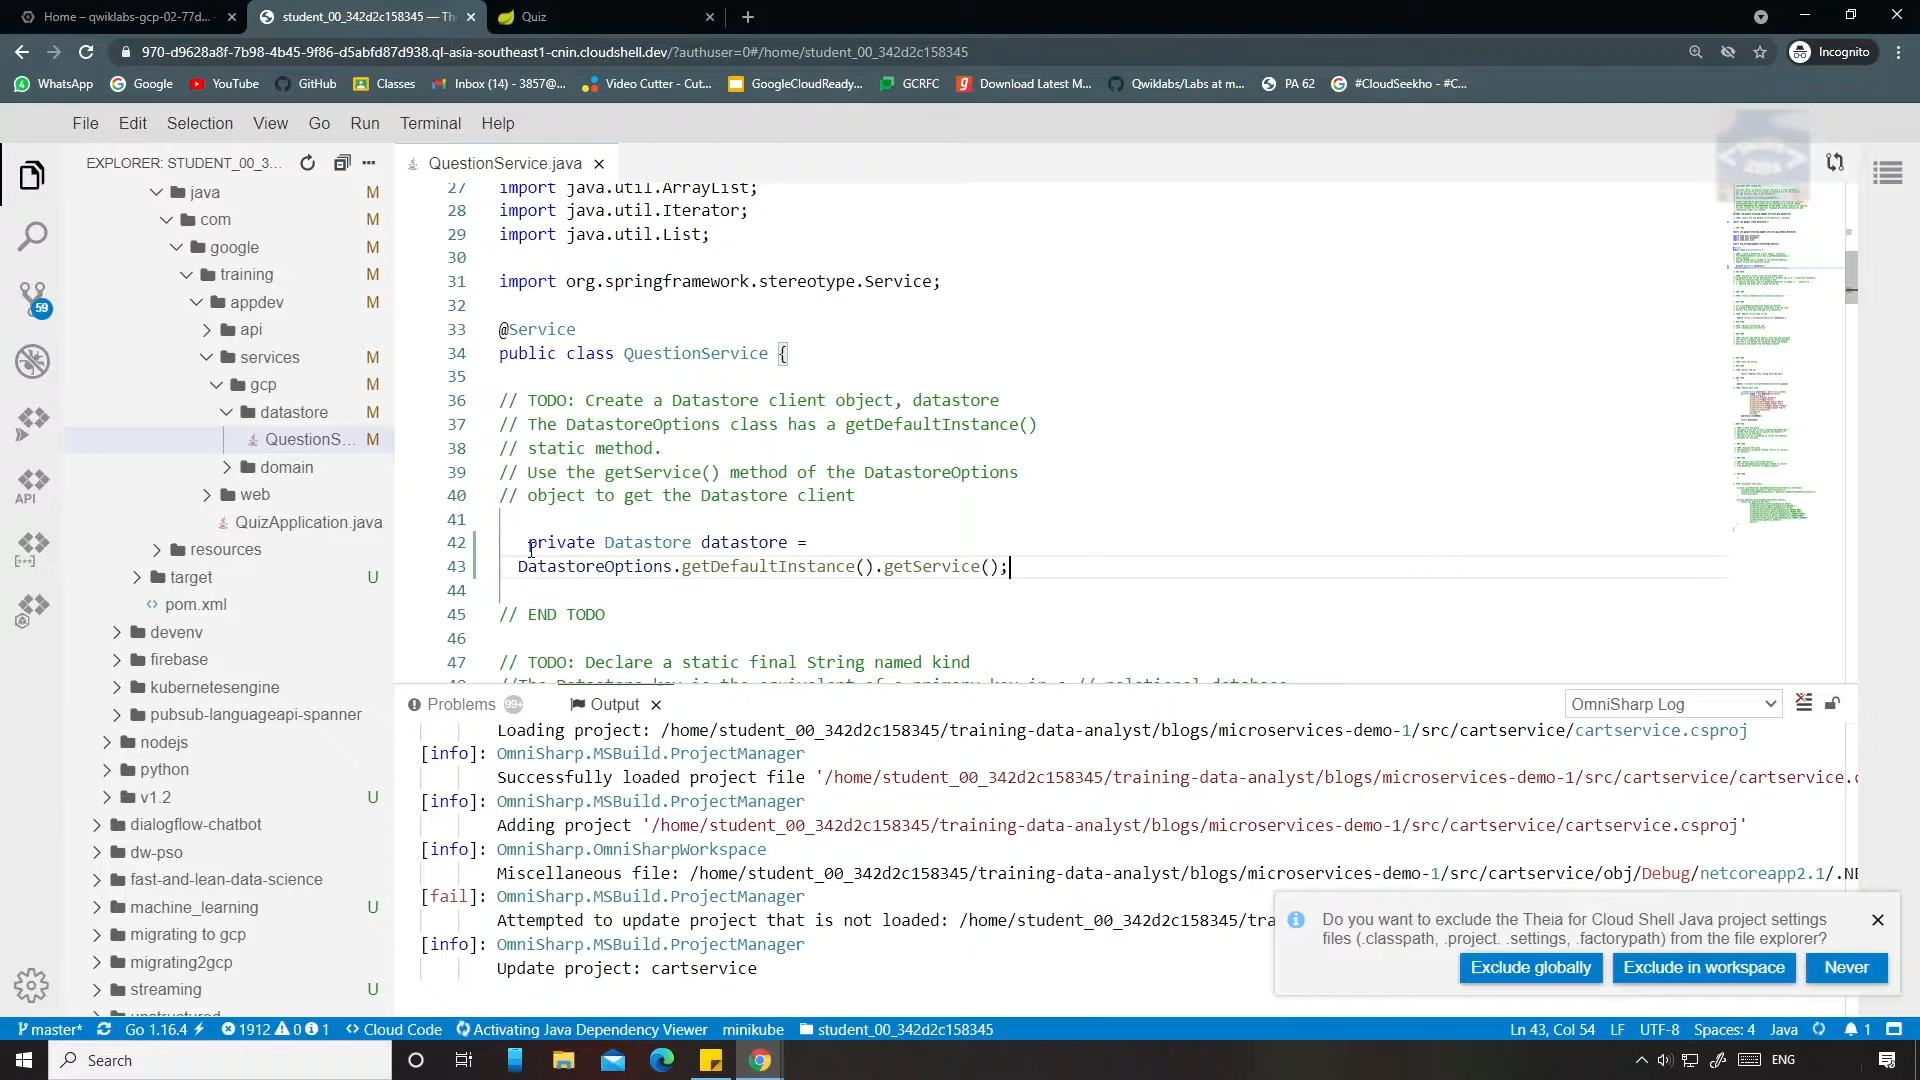 Home – qwiklabs-gcp-02-77d...
student_00_342d2c158345 — Th
Quiz
970-d9628a8f-7b98-4b45-9f86-d5abfd87d938.ql-asia-southeast1-cnin.cloudshell.dev/?authuser=0#/home/student_00_342d2c158345
Incognito
WhatsApp Google YouTube GitHub Classes Inbox (14) - 3857@... Video Cutter - Cut... GoogleCloudReady... GCRFC Download Latest M... Qwiklabs/Labs at m... PA 62 #CloudSeekho - #C...
File Edit Selection View Go Run Terminal Help
EXPLORER: STUDENT_00_3...
java M
com M
google M
training M
appdev M
api
services M
gcp M
datastore M
QuestionS... M
domain
web
QuizApplication.java
resources
target U
pom.xml
devenv
firebase
kubernetesengine
pubsub-languageapi-spanner
nodejs
python
v1.2 U
dialogflow-chatbot
dw-pso
fast-and-lean-data-science
machine_learning U
migrating to gcp
migrating2gcp
streaming U
59
API
QuestionService.java
27 import java.util.ArrayList;
28 import java.util.Iterator;
29 import java.util.List;
30
31 import org.springframework.stereotype.Service;
32
33 @Service
34 public class QuestionService {
35
36 // TODO: Create a Datastore client object, datastore
37 // The DatastoreOptions class has a getDefaultInstance()
38 // static method.
39 // Use the getService() method of the DatastoreOptions
40 // object to get the Datastore client
41
42 private Datastore datastore =
43 DatastoreOptions.getDefaultInstance().getService();
44
45 // END TODO
46
47 // TODO: Declare a static final String named kind
Problems 99+ Output OmniSharp Log
Loading project: /home/student_00_342d2c158345/training-data-analyst/blogs/microservices-demo-1/src/cartservice/cartservice.csproj
[info]: OmniSharp.MSBuild.ProjectManager
Successfully loaded project file '/home/student_00_342d2c158345/training-data-analyst/blogs/microservices-demo-1/src/cartservice/cartservice.c
[info]: OmniSharp.MSBuild.ProjectManager
Adding project '/home/student_00_342d2c158345/training-data-analyst/blogs/microservices-demo-1/src/cartservice/cartservice.csproj'
[info]: OmniSharp.OmniSharpWorkspace
Miscellaneous file: /home/student_00_342d2c158345/training-data-analyst/blogs/microservices-demo-1/src/cartservice/obj/Debug/netcoreapp2.1/.NE
[fail]: OmniSharp.MSBuild.ProjectManager
Attempted to update project that is not loaded: /home/student_00_342d2c158345/tra
[info]: OmniSharp.MSBuild.ProjectManager
Update project: cartservice
Do you want to exclude the Theia for Cloud Shell Java project settings
files (.classpath, .project. .settings, .factorypath) from the file explorer?
Exclude globally Exclude in workspace Never
master* Go 1.16.4 1912 0 1 Cloud Code Activating Java Dependency Viewer minikube student_00_342d2c158345 Ln 43, Col 54 LF UTF-8 Spaces: 4 Java 1
Search ENG